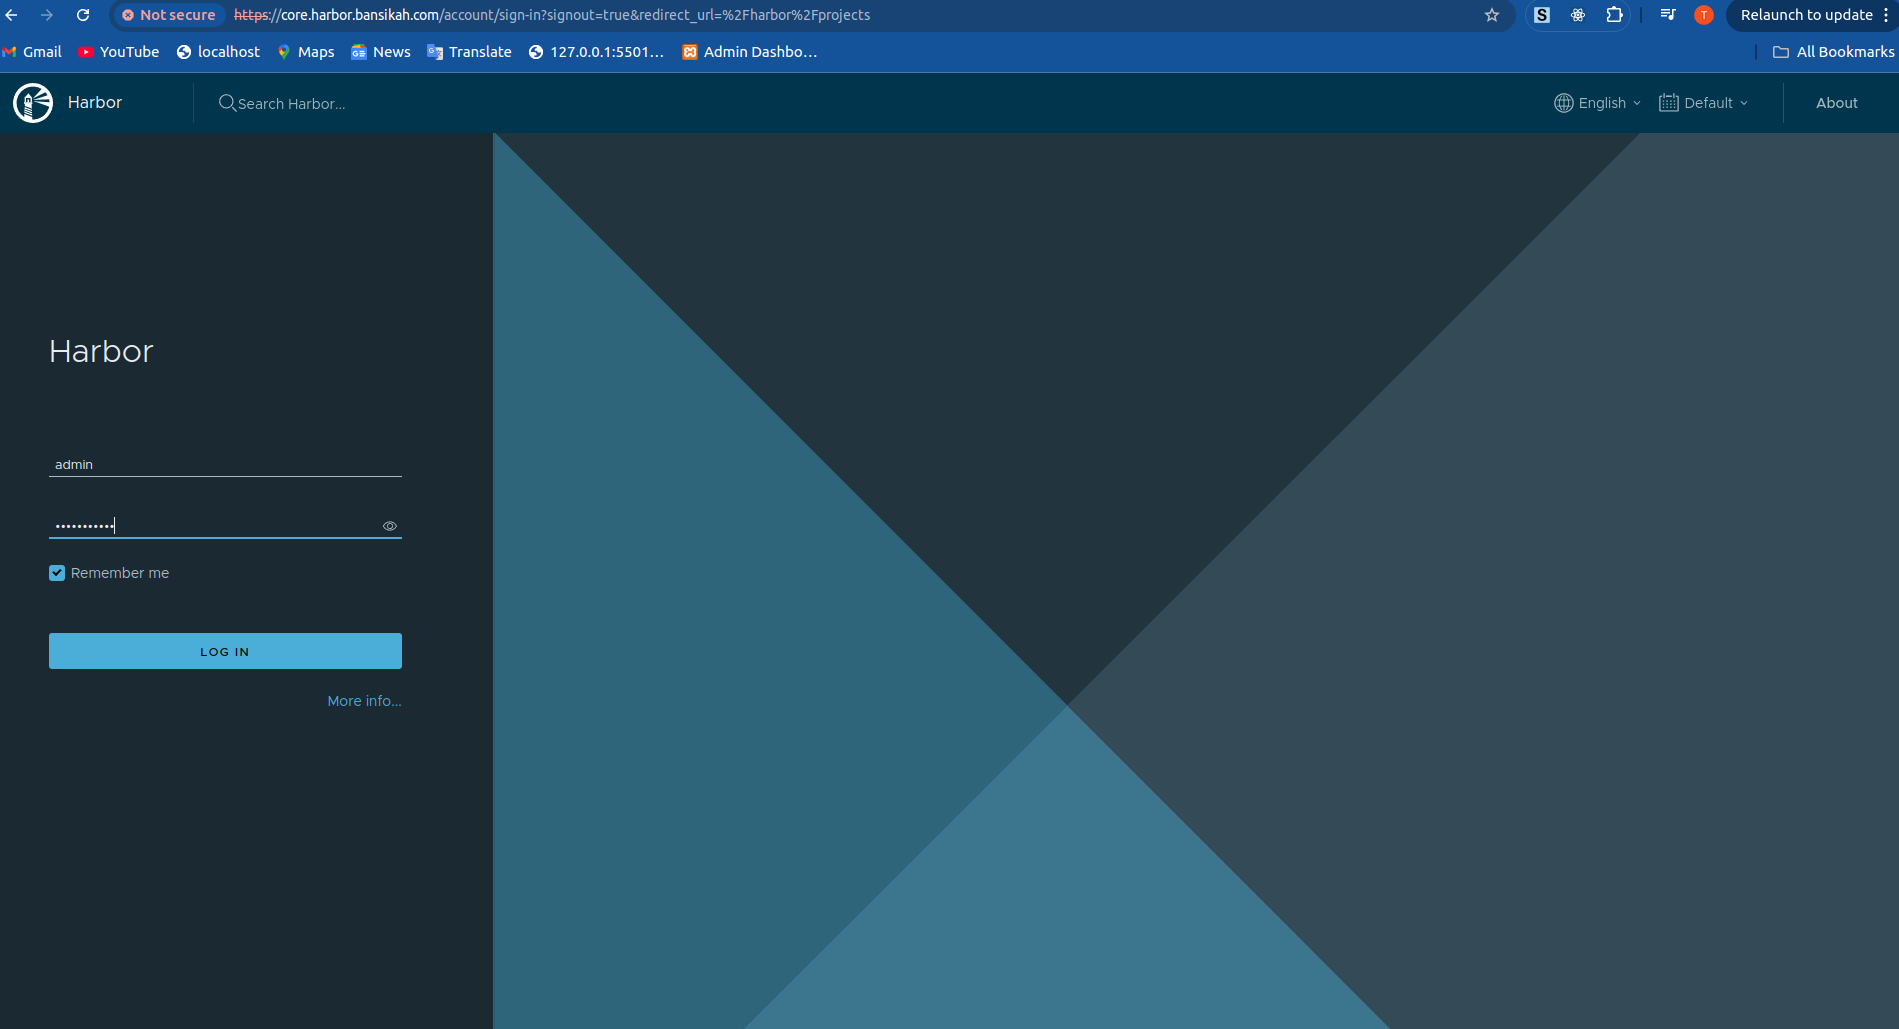 Not secure https://core.harbor.bansikah.com/account/sign-in?signout=true&redirect_url=%2Fharbor%2Fprojects S T Relaunch to update
Gmail YouTube localhost Maps News Translate 127.0.0.1:5501... Admin Dashbo... All Bookmarks
Harbor Search Harbor... English Default About
Harbor
admin
•••••••••••
Remember me
LOG IN
More info...